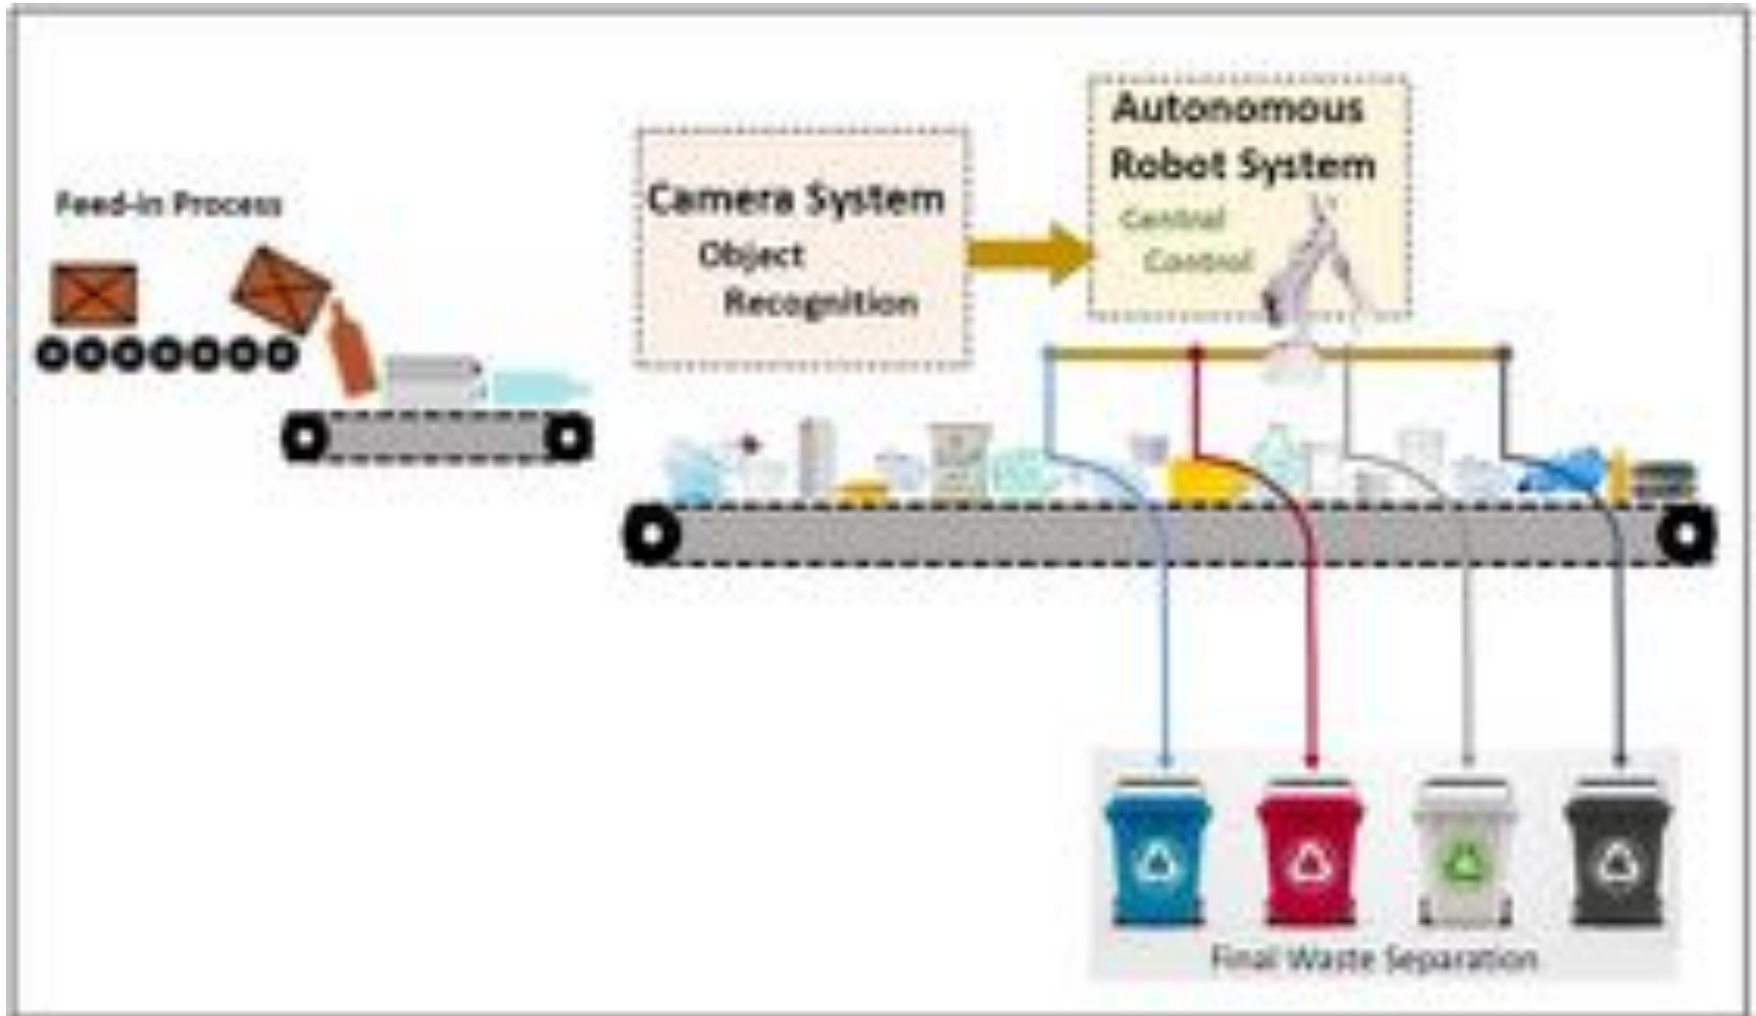 Feed-in Process
Camera System
Object
Recognition
Autonomous
Robot System
Central
Control
Final Waste Separation